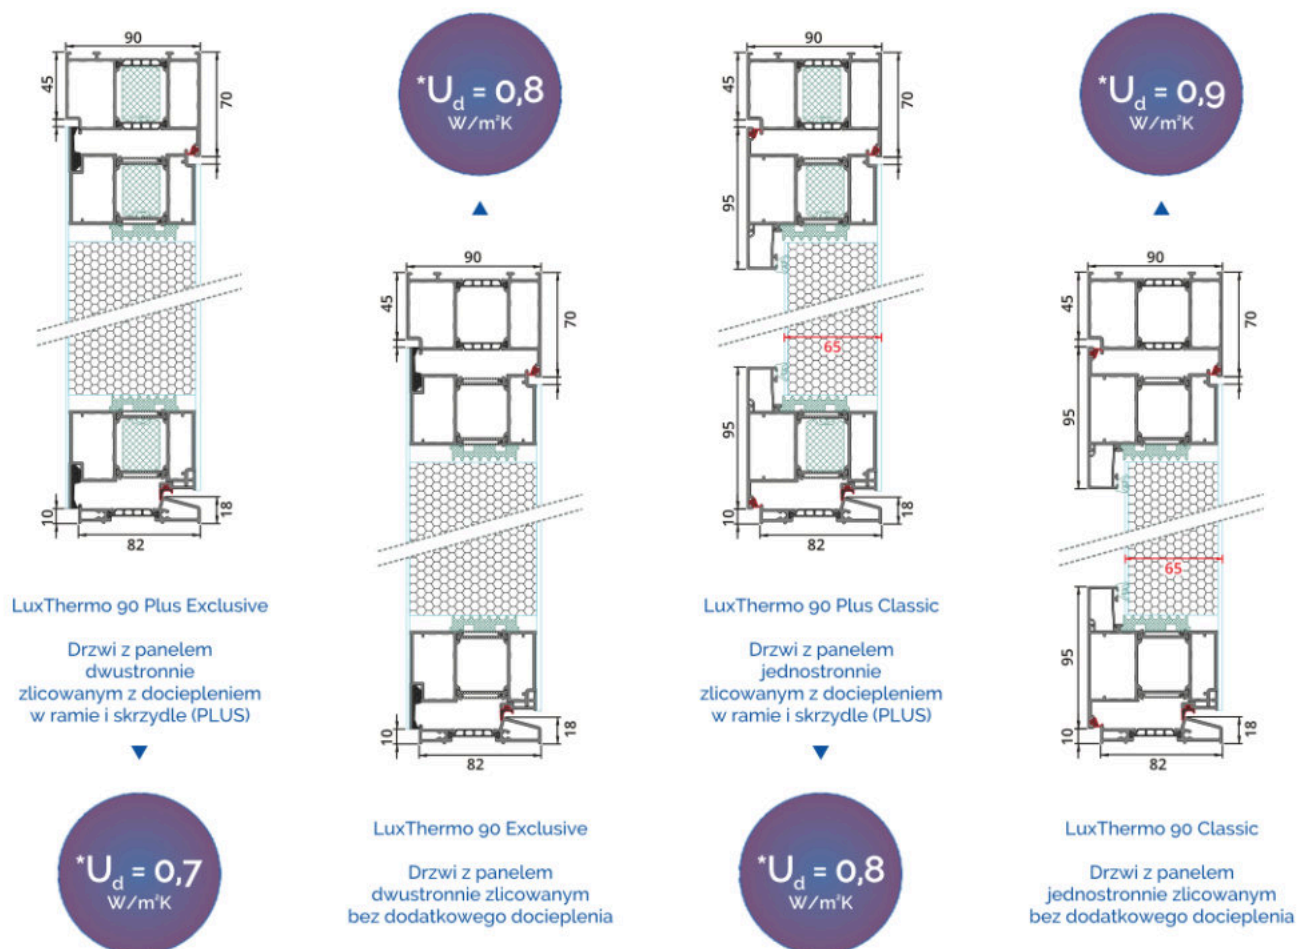 90
45
70
10
18
82
LuxThermo 90 Plus Exclusive
Drzwi z panelem
dwustronnie
zlicowanym z dociepleniem
w ramie i skrzydle (PLUS)
*Ud = 0,7
W/m²K
*Ud = 0,8
W/m²K
90
45
70
10
18
82
LuxThermo 90 Exclusive
Drzwi z panelem
dwustronnie zlicowanym
bez dodatkowego docieplenia
90
45
70
95
65
95
10
18
82
LuxThermo 90 Plus Classic
Drzwi z panelem
jednostronnie
zlicowanym z dociepleniem
w ramie i skrzydle (PLUS)
*Ud = 0,8
W/m²K
*Ud = 0,9
W/m²K
90
45
70
95
65
95
10
18
82
LuxThermo 90 Classic
Drzwi z panelem
jednostronnie zlicowanym
bez dodatkowego docieplenia